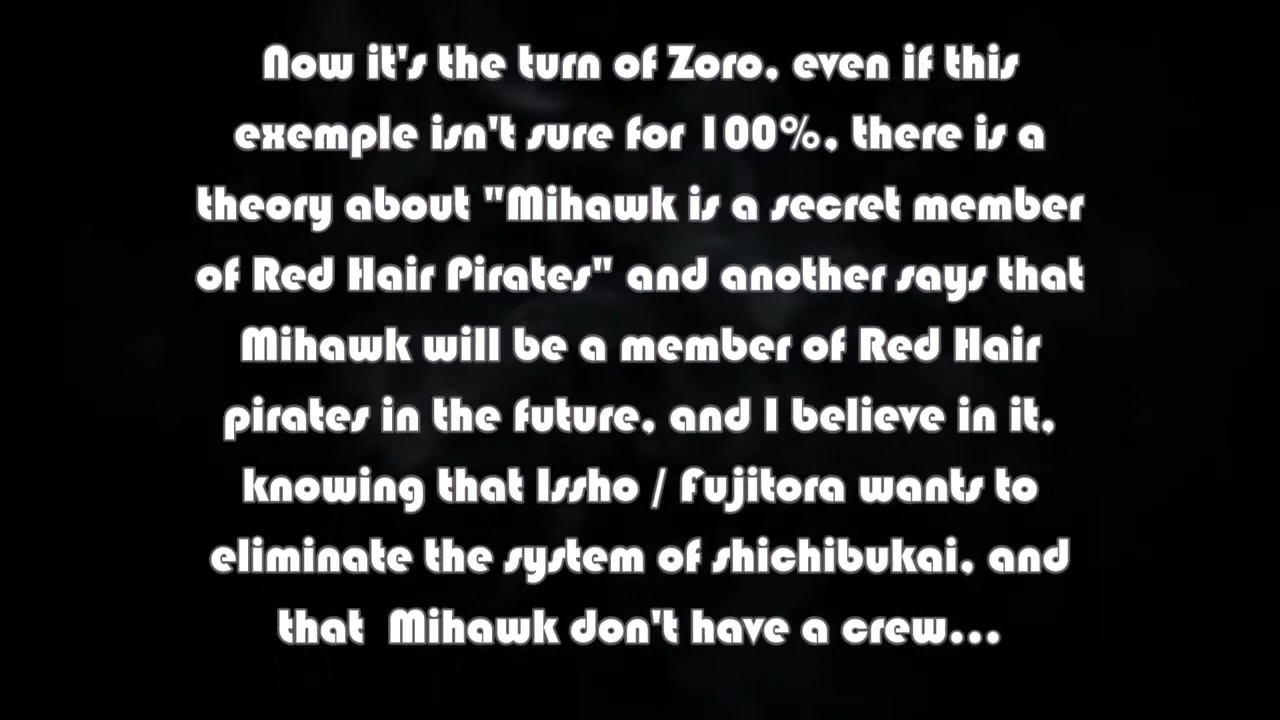 Now it's the turn of Zoro, even if this
exemple isn't sure for 100%, there is a
theory about "Mihawk is a secret member
of Red Hair Pirates" and another says that
Mihawk will be a member of Red Hair
pirates in the future, and I believe in it,
knowing that Issho / Fujitora wants to
eliminate the system of shichibukai, and
that  Mihawk don't have a crew...